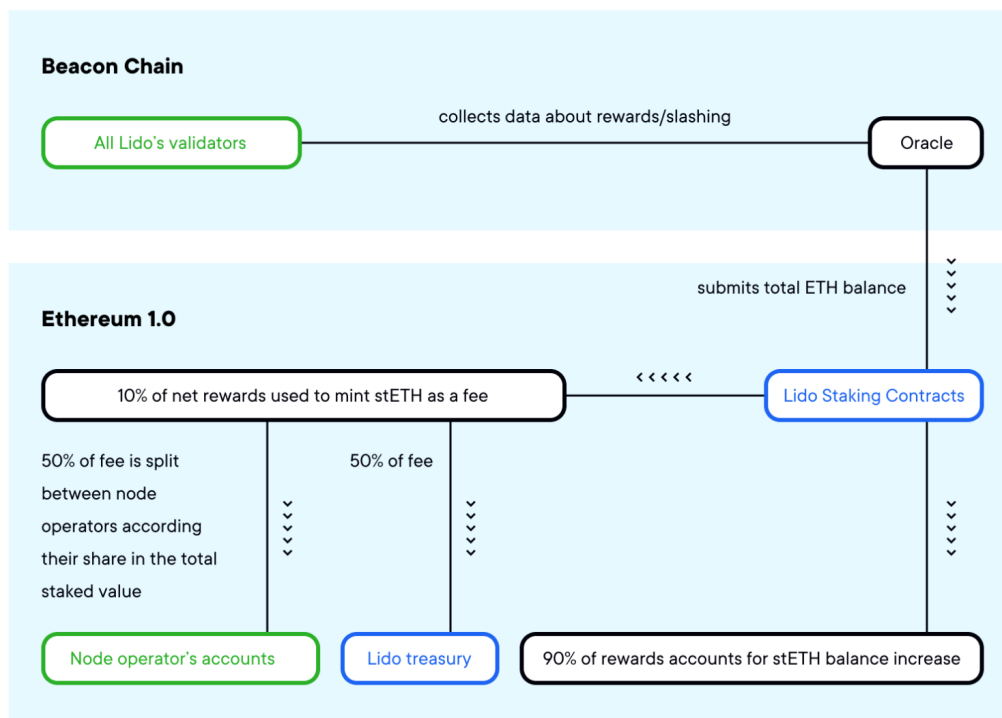 Beacon Chain
collects data about rewards/slashing
All Lido's validators
Oracle
submits total ETH balance
Ethereum 1.0
10% of net rewards used to mint stETH as a fee
Lido Staking Contracts
50% of fee is split
between node
operators according
their share in the total
staked value
50% of fee
Node operator's accounts
Lido treasury
90% of rewards accounts for stETH balance increase